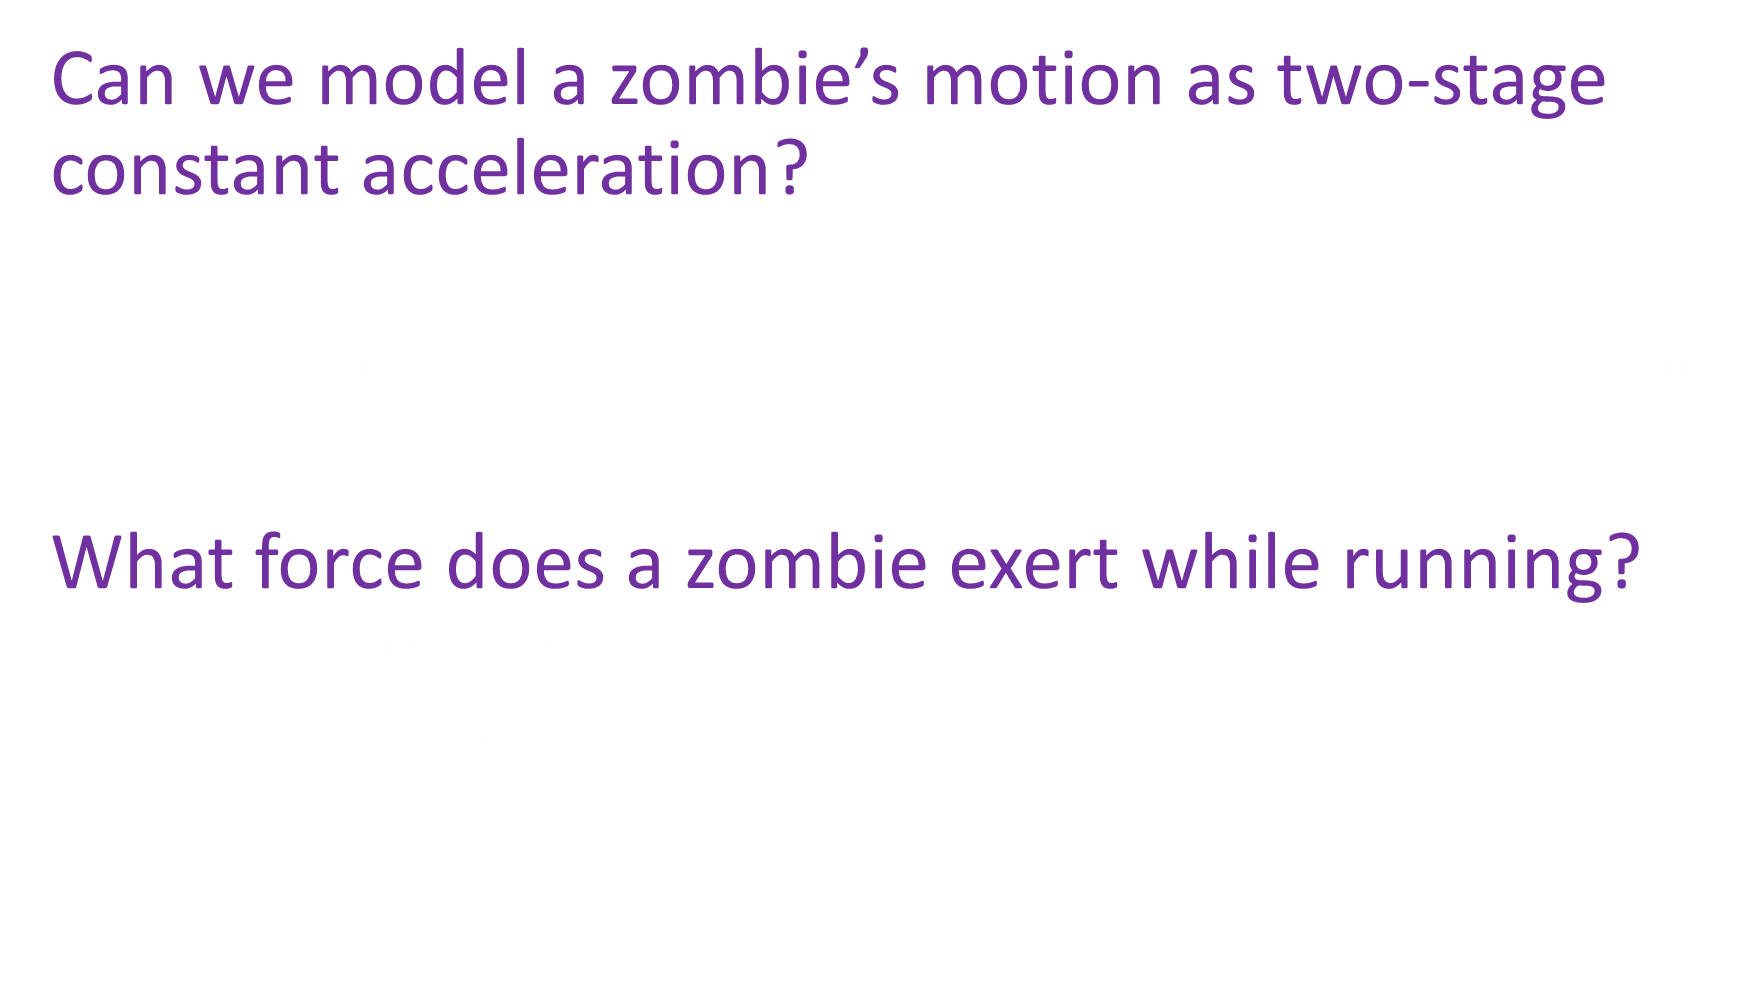 Can we model a zombie’s motion as two-stage
constant acceleration?
What force does a zombie exert while running?